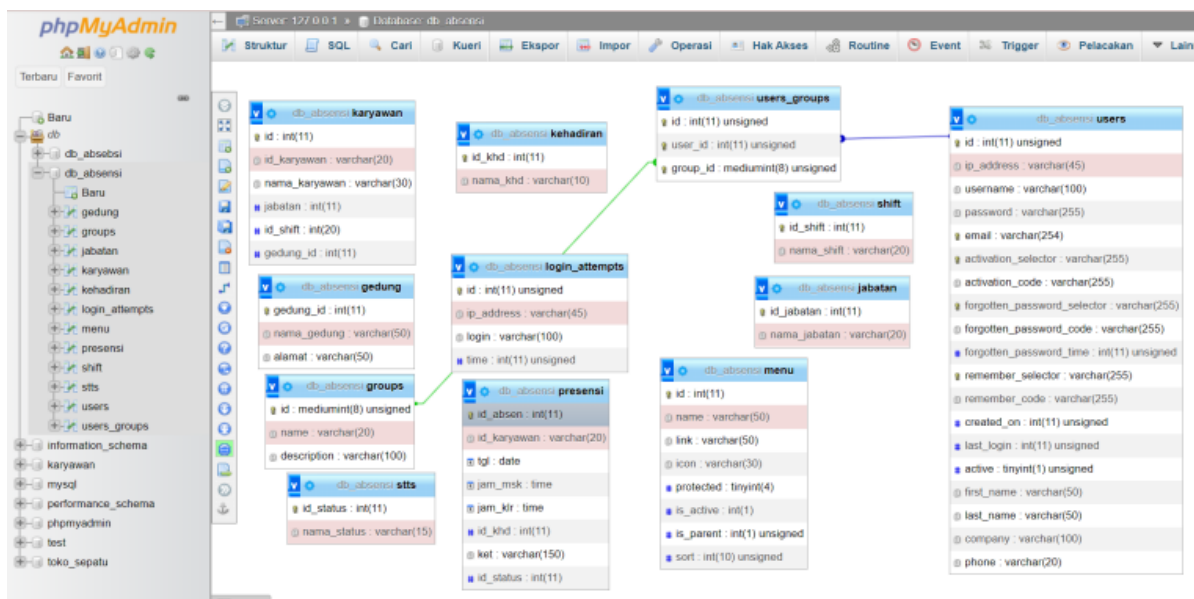 phpMyAdmin
Terbaru Favorit
Baru
db
db_absebsi
db_absensi
Baru
gedung
groups
jabatan
karyawan
kehadiran
login_attempts
menu
presensi
shift
stts
users
users_groups
information_schema
karyawan
mysql
performance_schema
phpmyadmin
test
toko_sepatu
Server: 127.0.0.1 » Database: db_absensi
Struktur SQL Cari Kueri Ekspor Impor Operasi Hak Akses Routine Event Trigger Pelacakan Lain
db_absensi karyawan
id : int(11)
id_karyawan : varchar(20)
nama_karyawan : varchar(30)
jabatan : int(11)
id_shift : int(20)
gedung_id : int(11)
db_absensi gedung
gedung_id : int(11)
nama_gedung : varchar(50)
alamat : varchar(50)
db_absensi groups
id : mediumint(8) unsigned
name : varchar(20)
description : varchar(100)
db_absensi stts
id_status : int(11)
nama_status : varchar(15)
db_absensi kehadiran
id_khd : int(11)
nama_khd : varchar(10)
db_absensi login_attempts
id : int(11) unsigned
ip_address : varchar(45)
login : varchar(100)
time : int(11) unsigned
db_absensi presensi
id_absen : int(11)
id_karyawan : varchar(20)
tgl : date
jam_msk : time
jam_klr : time
id_khd : int(11)
ket : varchar(150)
id_status : int(11)
db_absensi users_groups
id : int(11) unsigned
user_id : int(11) unsigned
group_id : mediumint(8) unsigned
db_absensi shift
id_shift : int(11)
nama_shift : varchar(20)
db_absensi jabatan
id_jabatan : int(11)
nama_jabatan : varchar(20)
db_absensi menu
id : int(11)
name : varchar(50)
link : varchar(50)
icon : varchar(30)
protected : tinyint(4)
is_active : int(1)
is_parent : int(1) unsigned
sort : int(10) unsigned
db_absensi users
id : int(11) unsigned
ip_address : varchar(45)
username : varchar(100)
password : varchar(255)
email : varchar(254)
activation_selector : varchar(255)
activation_code : varchar(255)
forgotten_password_selector : varchar(255)
forgotten_password_code : varchar(255)
forgotten_password_time : int(11) unsigned
remember_selector : varchar(255)
remember_code : varchar(255)
created_on : int(11) unsigned
last_login : int(11) unsigned
active : tinyint(1) unsigned
first_name : varchar(50)
last_name : varchar(50)
company : varchar(100)
phone : varchar(20)